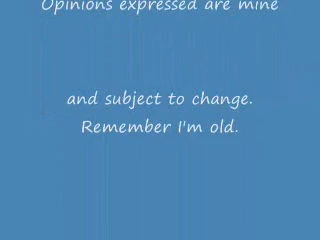 Opinions expressed are mine
and subject to change.
Remember I'm old.